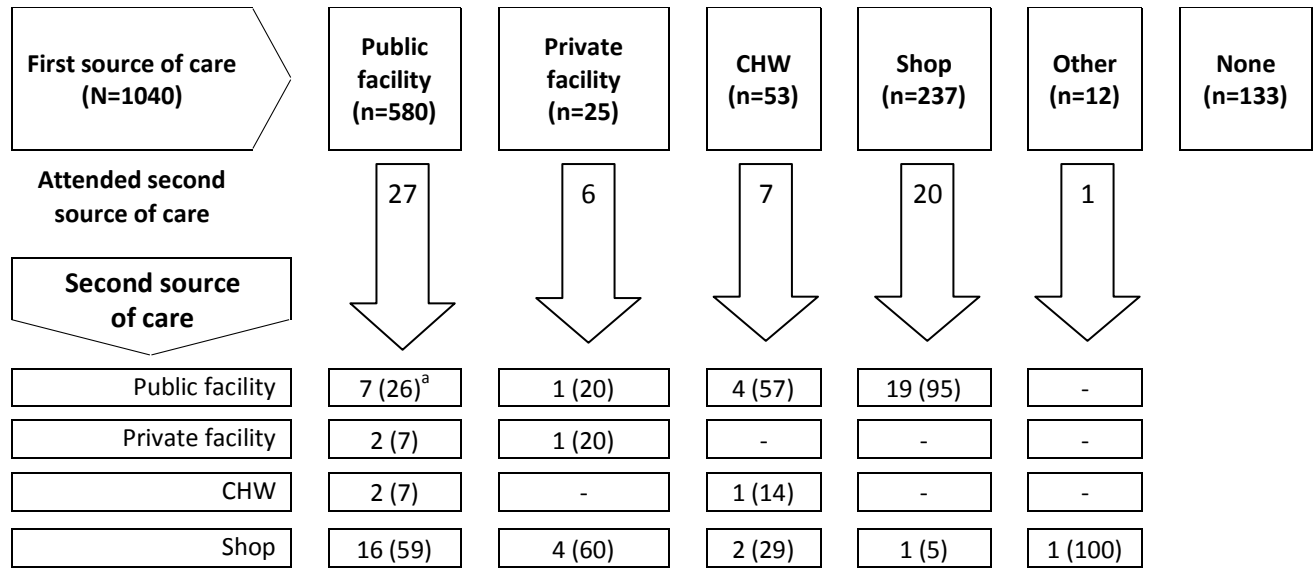 First source of care
(N=1040)
Public
facility
(n=580)
Private
facility
(n=25)
CHW
(n=53)
Shop
(n=237)
Other
(n=12)
None
(n=133)
Attended second
source of care
27
6
7
20
1
Second source
of care
Public facility
7 (26)ᵃ
1 (20)
4 (57)
19 (95)
-
Private facility
2 (7)
1 (20)
-
-
-
CHW
2 (7)
-
1 (14)
-
-
Shop
16 (59)
4 (60)
2 (29)
1 (5)
1 (100)